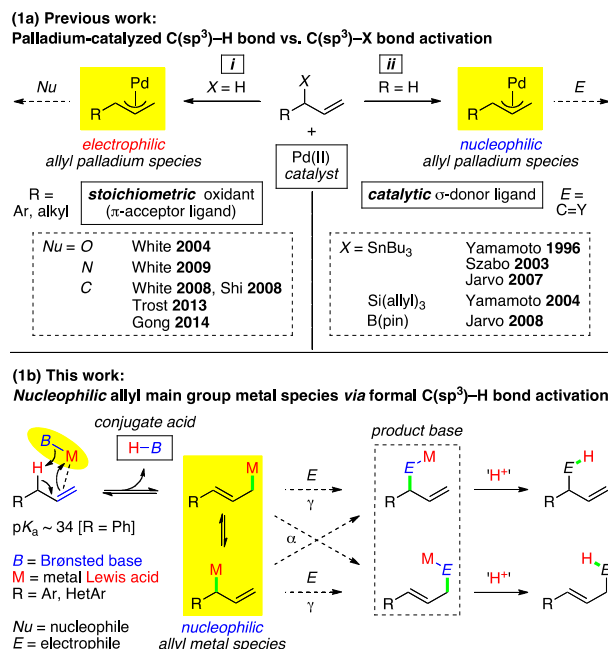 (1a) Previous work:
Palladium-catalyzed C(sp³)–H bond vs. C(sp³)–X bond activation
Nu i X = H X ii R = H E
Pd Pd
R R R
+
electrophilic
allyl palladium species
nucleophilic
allyl palladium species
Pd(II)
catalyst
R =
Ar, alkyl
stoichiometric oxidant
(π-acceptor ligand)
catalytic σ-donor ligand
E =
C=Y
Nu = O White 2004
N White 2009
C White 2008, Shi 2008
Trost 2013
Gong 2014
X = SnBu₃ Yamamoto 1996
Szabo 2003
Jarvo 2007
Si(allyl)₃ Yamamoto 2004
B(pin) Jarvo 2008
(1b) This work:
Nucleophilic allyl main group metal species via formal C(sp³)–H bond activation
conjugate acid
H–B
product base
B M
H
R
R M
E
γ
M
E
R
'H⁺'
H
E
R
α
pKa ~ 34 [R = Ph]
B = Brønsted base
M = metal Lewis acid
R = Ar, HetAr
M
R
E
γ
M E
R
'H⁺'
H E
R
Nu = nucleophile
E = electrophile
nucleophilic
allyl metal species